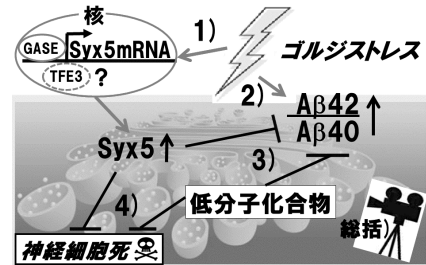 核
1)
GASE Syx5mRNA
TFE3 ?
ゴルジストレス
2)
Aβ42
Aβ40
Syx5
3)
4)
低分子化合物
神経細胞死
総括)